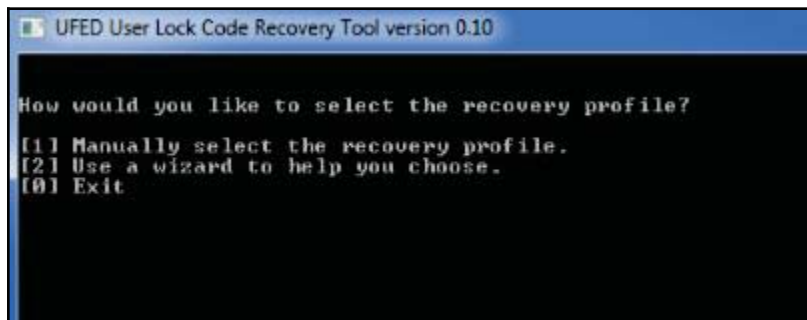 UFED User Lock Code Recovery Tool version 0.10
How would you like to select the recovery profile?
[1] Manually select the recovery profile.
[2] Use a wizard to help you choose.
[0] Exit